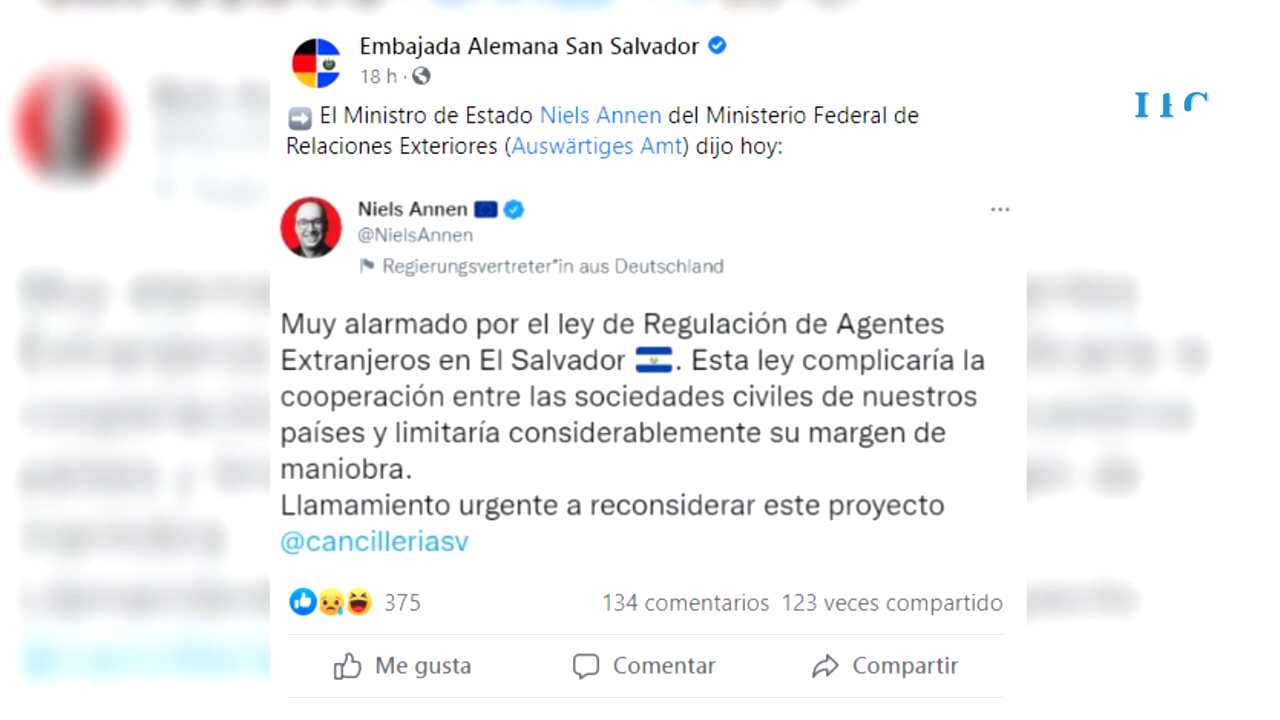 Embajada Alemana San Salvador
18 h ·
El Ministro de Estado Niels Annen del Ministerio Federal de
Relaciones Exteriores (Auswärtiges Amt) dijo hoy:
Niels Annen
@NielsAnnen
Regierungsvertreter*in aus Deutschland
Muy alarmado por el ley de Regulación de Agentes
Extranjeros en El Salvador 🇸🇻. Esta ley complicaría la
cooperación entre las sociedades civiles de nuestros
países y limitaría considerablemente su margen de
maniobra.
Llamamiento urgente a reconsiderar este proyecto
@cancilleriasv
375 134 comentarios 123 veces compartido
Me gusta Comentar Compartir